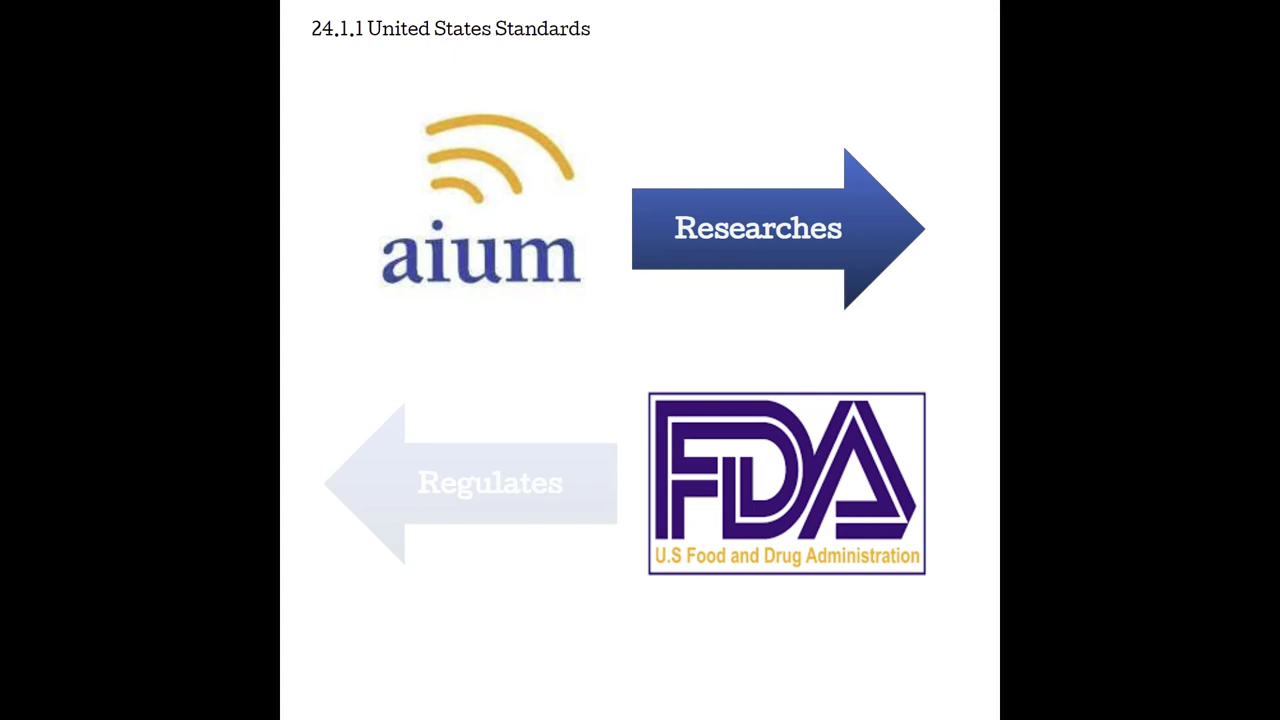 24.1.1 United States Standards
aium
Researches
Regulates
FDA
U.S Food and Drug Administration